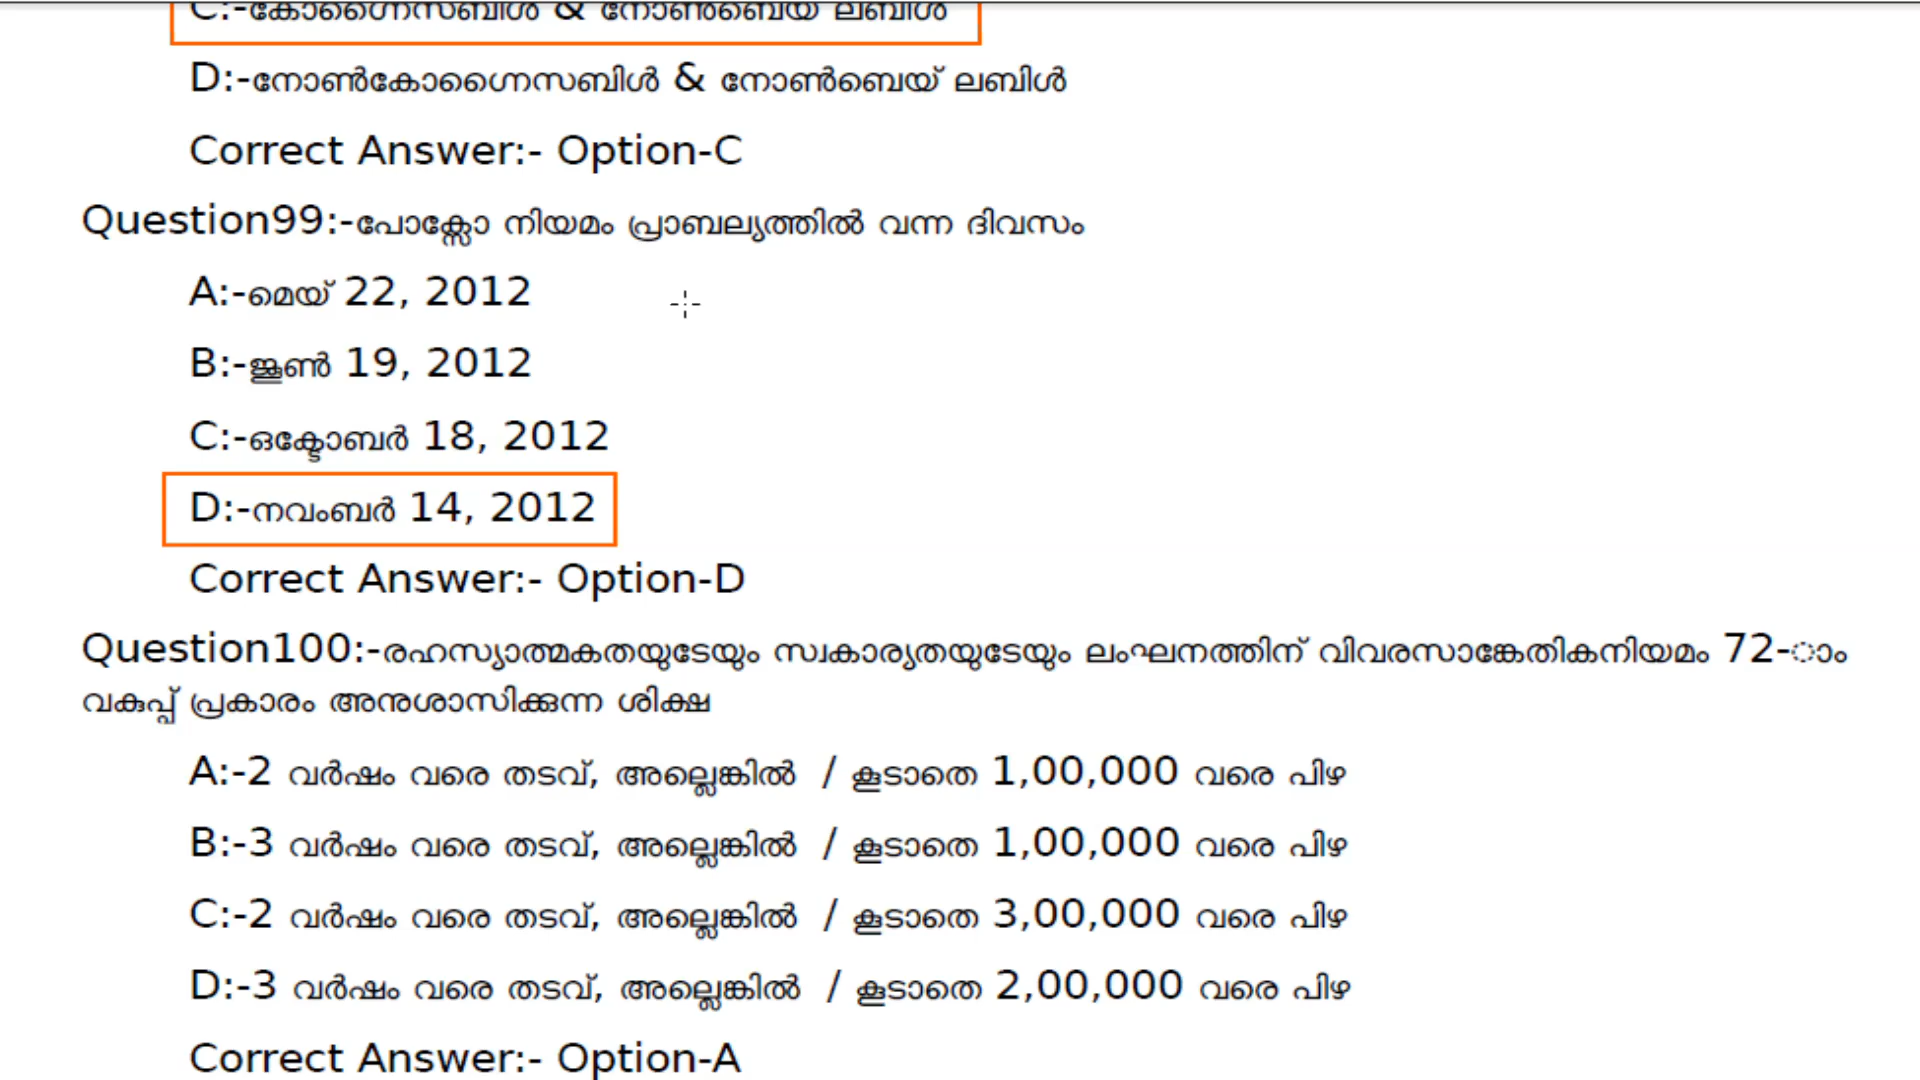 C:-കോഗ്നൈസബിൾ & നോൺബെയ് ലബിൾ
D:-നോൺകോഗ്നൈസബിൾ & നോൺബെയ് ലബിൾ
Correct Answer:- Option-C
Question99:-പോക്സോ നിയമം പ്രാബല്യത്തിൽ വന്ന ദിവസം
A:-മെയ് 22, 2012
B:-ജൂൺ 19, 2012
C:-ഒക്ടോബർ 18, 2012
D:-നവംബർ 14, 2012
Correct Answer:- Option-D
Question100:-രഹസ്യാത്മകതയുടേയും സ്വകാര്യതയുടേയും ലംഘനത്തിന് വിവരസാങ്കേതികനിയമം 72-ാം
വകുപ്പ് പ്രകാരം അനുശാസിക്കുന്ന ശിക്ഷ
A:-2 വർഷം വരെ തടവ്, അല്ലെങ്കിൽ / കൂടാതെ 1,00,000 വരെ പിഴ
B:-3 വർഷം വരെ തടവ്, അല്ലെങ്കിൽ / കൂടാതെ 1,00,000 വരെ പിഴ
C:-2 വർഷം വരെ തടവ്, അല്ലെങ്കിൽ / കൂടാതെ 3,00,000 വരെ പിഴ
D:-3 വർഷം വരെ തടവ്, അല്ലെങ്കിൽ / കൂടാതെ 2,00,000 വരെ പിഴ
Correct Answer:- Option-A